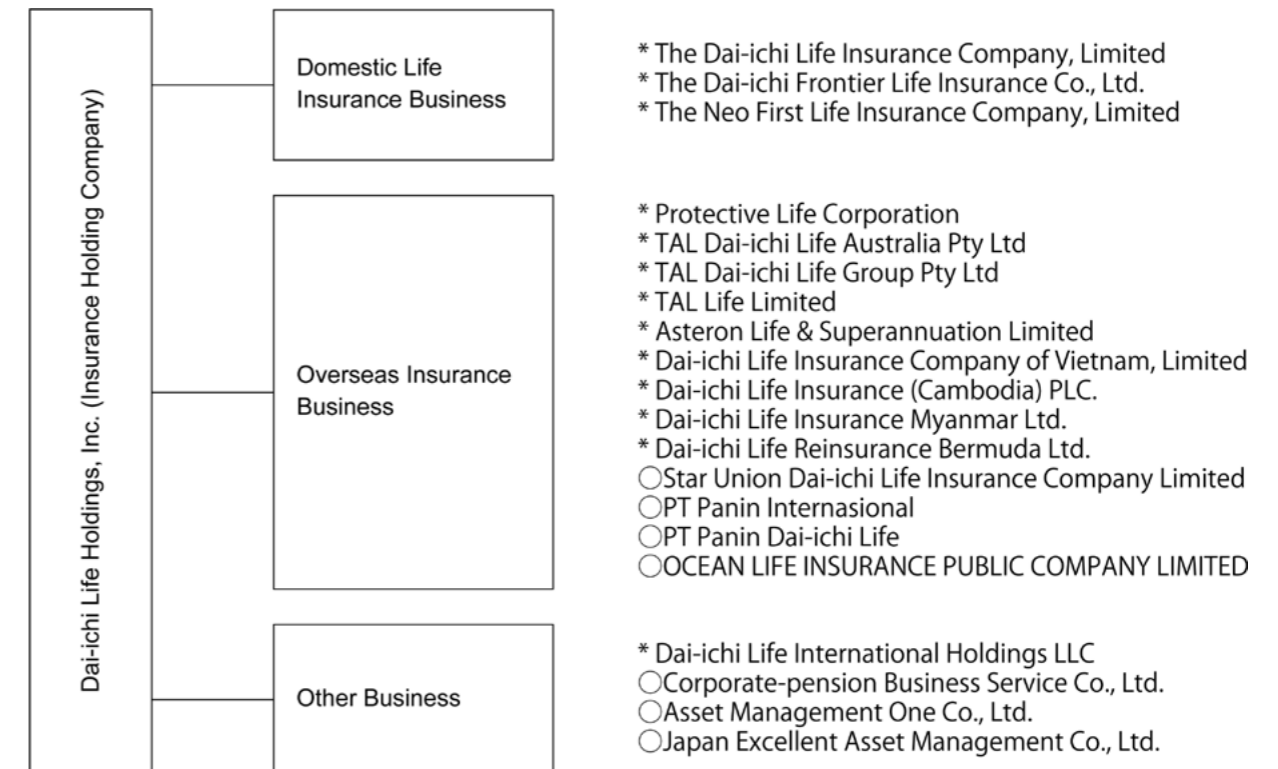 Dai-ichi Life Holdings, Inc. (Insurance Holding Company)
Domestic Life
Insurance Business
* The Dai-ichi Life Insurance Company, Limited
* The Dai-ichi Frontier Life Insurance Co., Ltd.
* The Neo First Life Insurance Company, Limited
Overseas Insurance
Business
* Protective Life Corporation
* TAL Dai-ichi Life Australia Pty Ltd
* TAL Dai-ichi Life Group Pty Ltd
* TAL Life Limited
* Asteron Life & Superannuation Limited
* Dai-ichi Life Insurance Company of Vietnam, Limited
* Dai-ichi Life Insurance (Cambodia) PLC.
* Dai-ichi Life Insurance Myanmar Ltd.
* Dai-ichi Life Reinsurance Bermuda Ltd.
○Star Union Dai-ichi Life Insurance Company Limited
○PT Panin Internasional
○PT Panin Dai-ichi Life
○OCEAN LIFE INSURANCE PUBLIC COMPANY LIMITED
Other Business
* Dai-ichi Life International Holdings LLC
○Corporate-pension Business Service Co., Ltd.
○Asset Management One Co., Ltd.
○Japan Excellent Asset Management Co., Ltd.